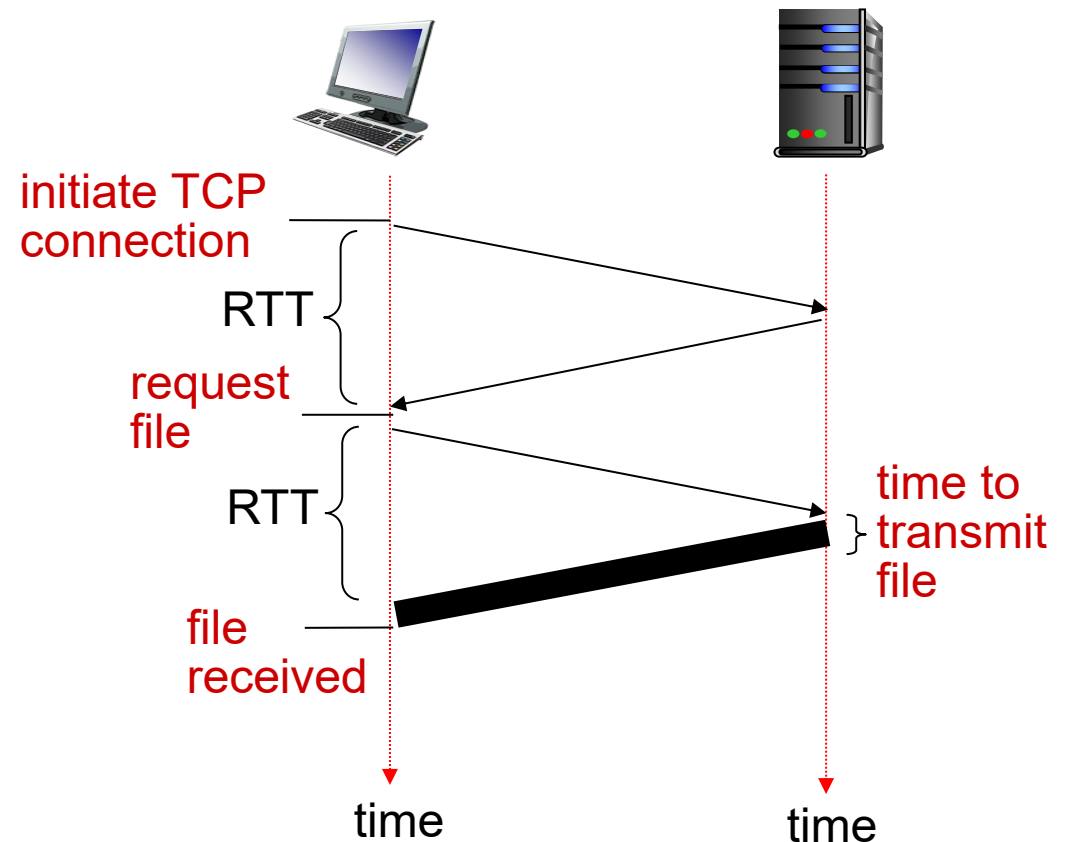 initiate TCP
connection
RTT
request
file
RTT
time to
transmit
file
file
received
time
time